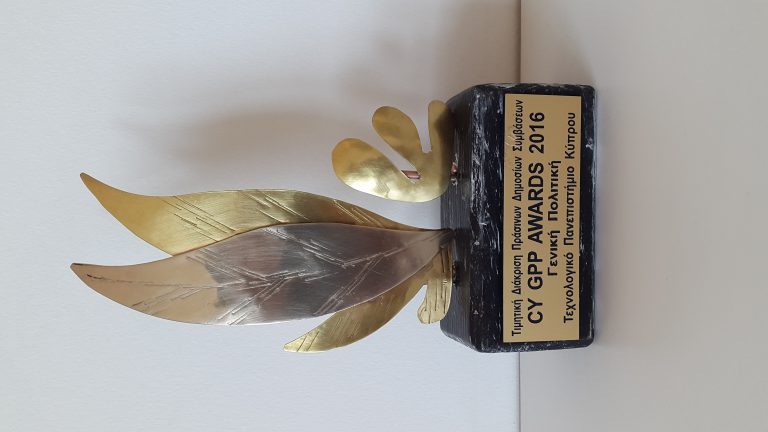 Τιμητική Διάκριση Πράσινων Δημοσίων Συμβάσεων
CY GPP AWARDS 2016
Γενική Πολιτική
Τεχνολογικό Πανεπιστήμιο Κύπρου